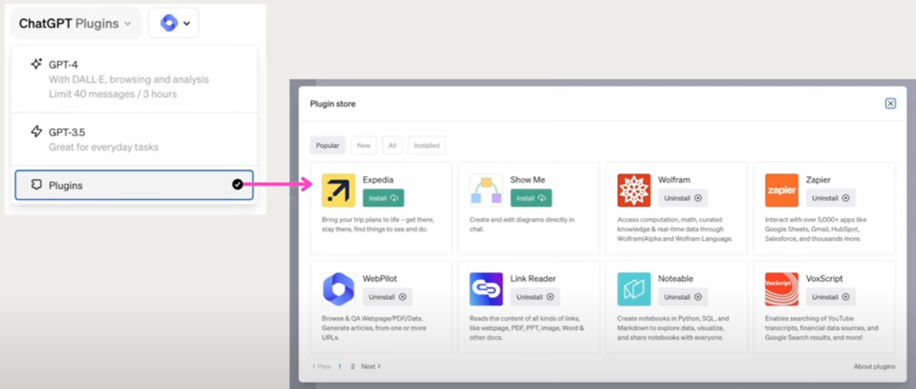 ChatGPT Plugins
GPT-4
With DALL·E, browsing and analysis
Limit 40 messages / 3 hours
GPT-3.5
Great for everyday tasks
Plugins
Plugin store
Popular
New
All
Installed
Expedia
Install
Bring your trip plans to life – get there,
stay there, find things to see and do.
Show Me
Install
Create and edit diagrams directly in
chat.
Wolfram
Uninstall
Access computation, math, curated
knowledge & real-time data through
Wolfram|Alpha and Wolfram Language.
zapier
Zapier
Uninstall
Interact with over 5,000+ apps like
Google Sheets, Gmail, HubSpot,
Salesforce, and thousands more.
WebPilot
Uninstall
Browse & QA Webpage/PDF/Data.
Generate articles, from one or more
URLs.
Link Reader
Uninstall
Reads the content of all kinds of links,
like webpage, PDF, PPT, image, Word &
other docs.
Noteable
Uninstall
Create notebooks in Python, SQL, and
Markdown to explore data, visualize,
and share notebooks with everyone.
VoxScript
VoxScript
Uninstall
Enables searching of YouTube
transcripts, financial data sources, and
Google Search results, and more!
Prev 1 2 Next
About plugins